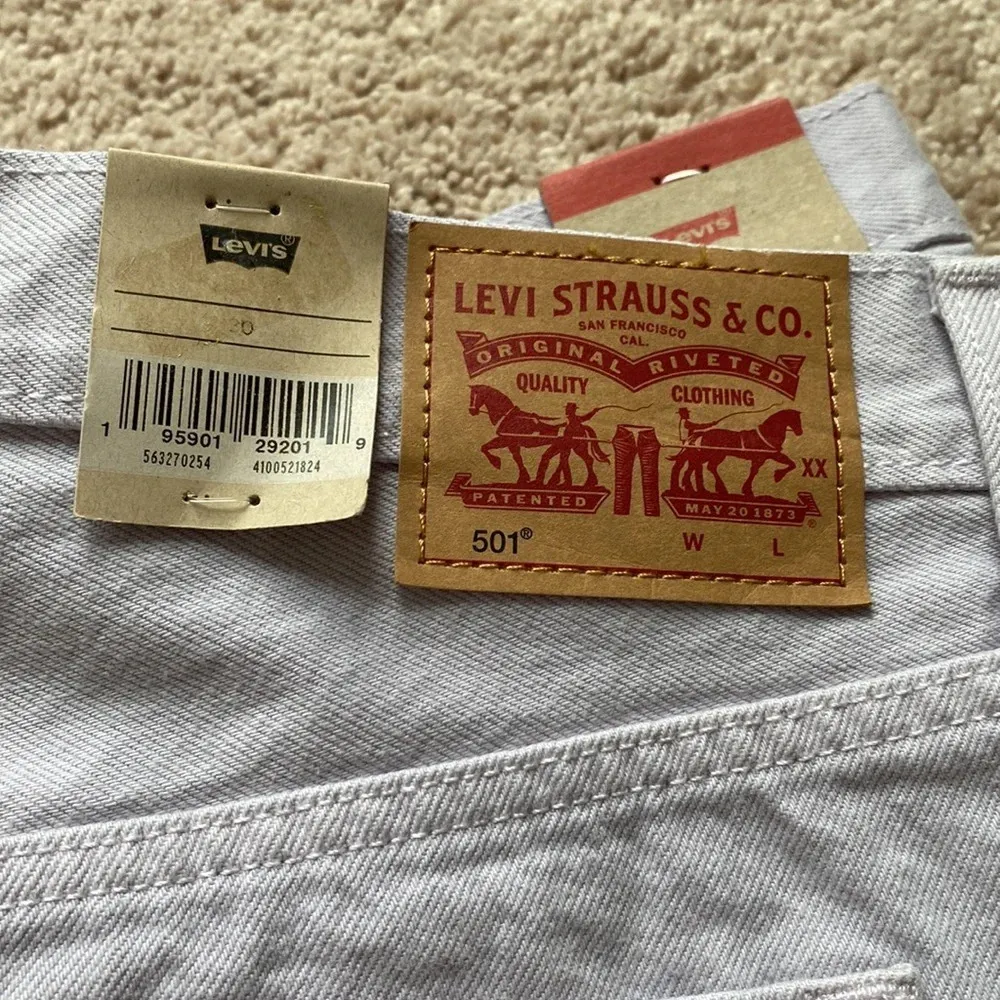 LEVI'S®
30
1 95901 29201 9
563270254 4100521824
Levi's
LEVI STRAUSS & CO.
SAN FRANCISCO
CAL.
ORIGINAL RIVETED
QUALITY CLOTHING
XX
PATENTED MAY 20 1873 ®
501® W L